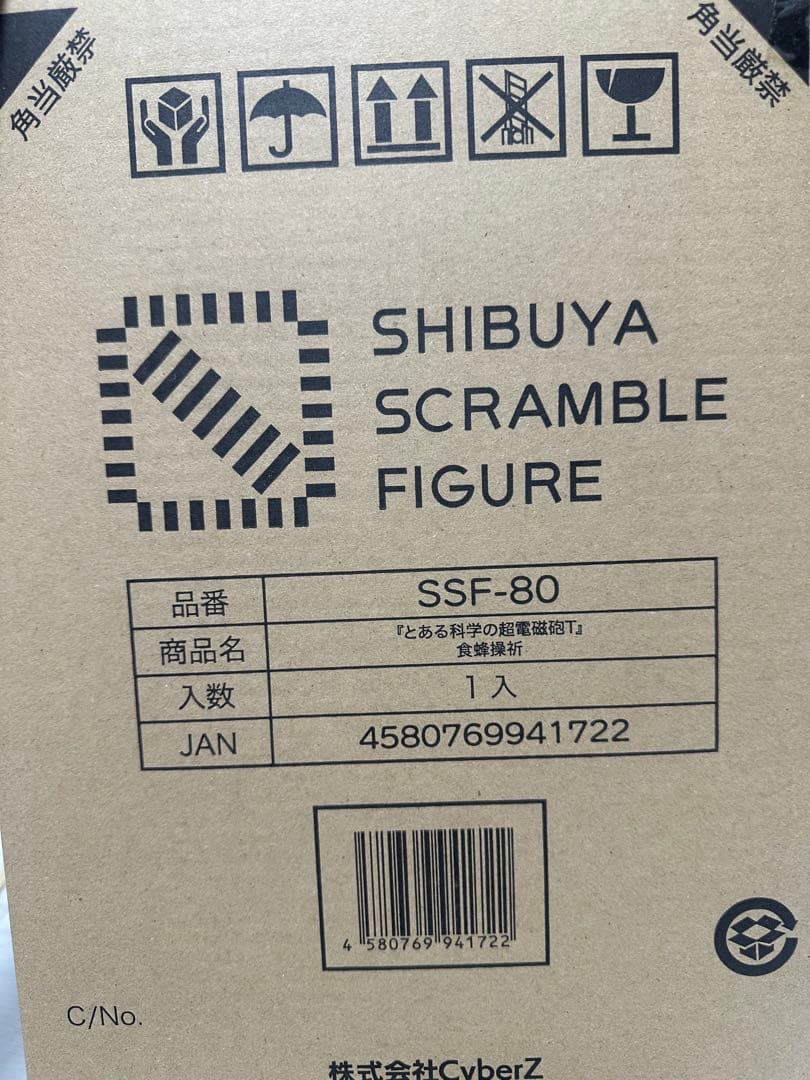 角当厳禁
角当厳禁
SHIBUYA
SCRAMBLE
FIGURE
品番 SSF-80
商品名 『とある科学の超電磁砲T』
食蜂操祈
入数 1入
JAN 4580769941722
4 580769 941722
C/No.
株式会社CyberZ